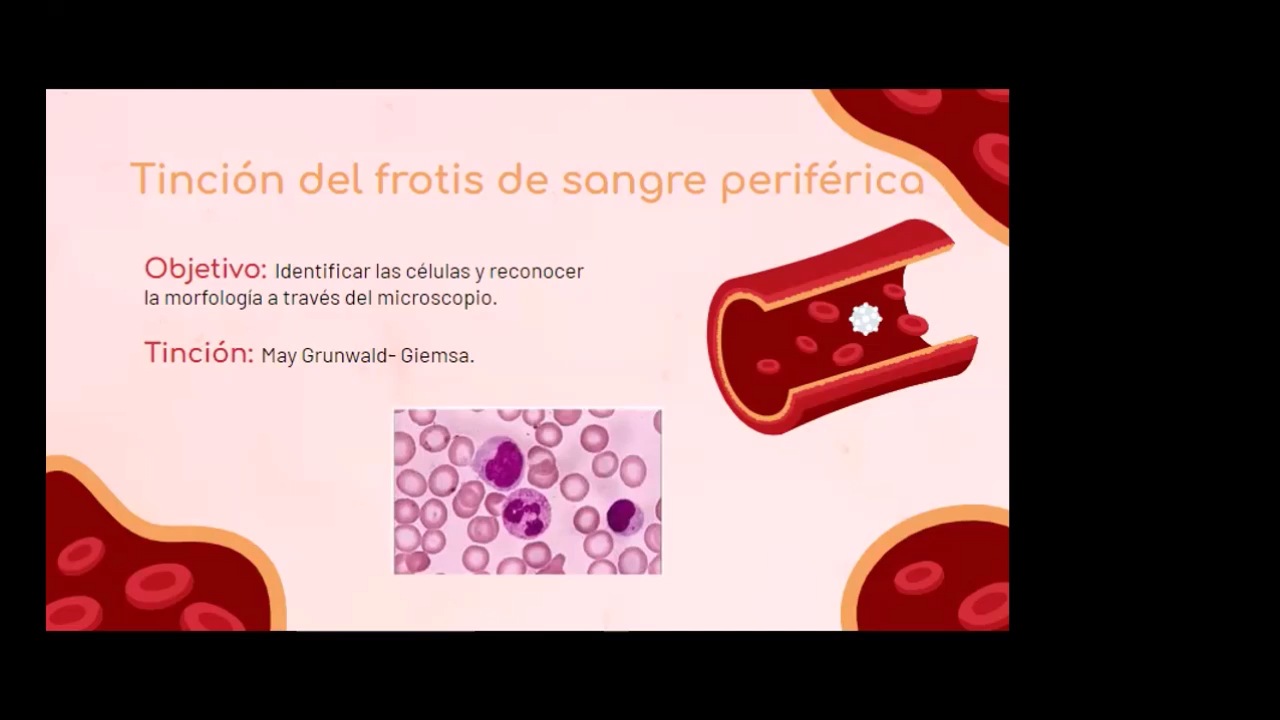 Tinción del frotis de sangre periférica
Objetivo: Identificar las células y reconocer
la morfología a través del microscopio.
Tinción: May Grunwald- Giemsa.